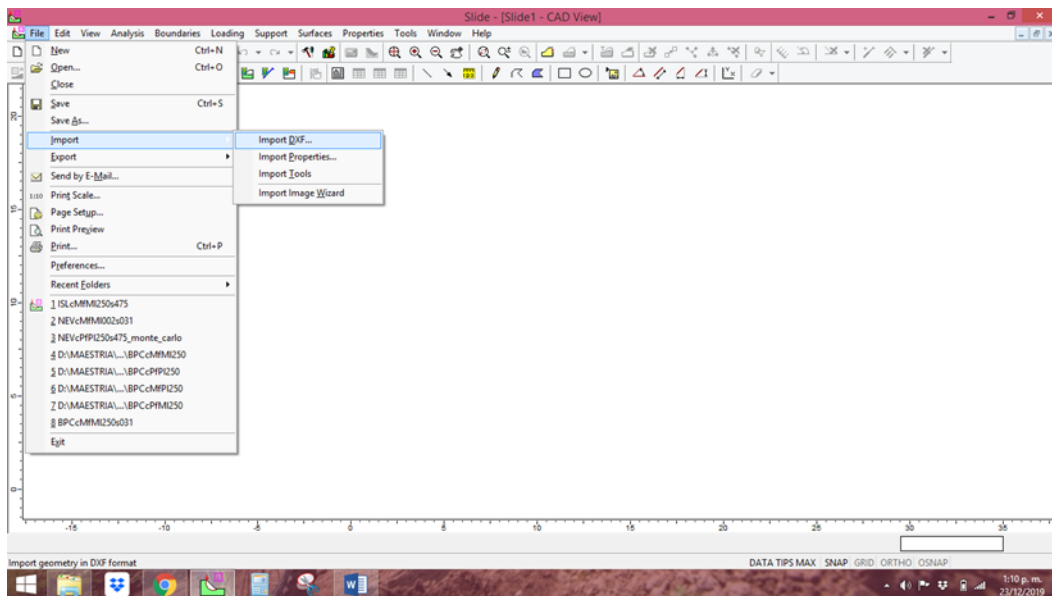 Slide - [Slide1 - CAD View]
File Edit View Analysis Boundaries Loading Support Surfaces Properties Tools Window Help
New Ctrl+N
Open... Ctrl+O
Close
Save Ctrl+S
Save As...
Import
Import DXF...
Export
Import Properties...
Send by E-Mail...
Import Tools
Print Scale...
Import Image Wizard
Page Setup...
Print Preview
Print... Ctrl+P
Preferences...
Recent Folders
1 ISLcMfMI250s475
2 NEVcMfMI002s031
3 NEVcPfPI250s475_monte_carlo
4 D:\MAESTRIA\...\BPCcMfMI250
5 D:\MAESTRIA\...\BPCcPfPI250
6 D:\MAESTRIA\...\BPCcMfPI250
7 D:\MAESTRIA\...\BPCcPfMI250
8 BPCcMfMI250s031
Exit
20
15
10
5
0
-15 -10 -5 0 5 10 15 20 25 30 35
Import geometry in DXF format
DATA TIPS MAX SNAP GRID ORTHO OSNAP
1:10 p. m.
23/12/2019